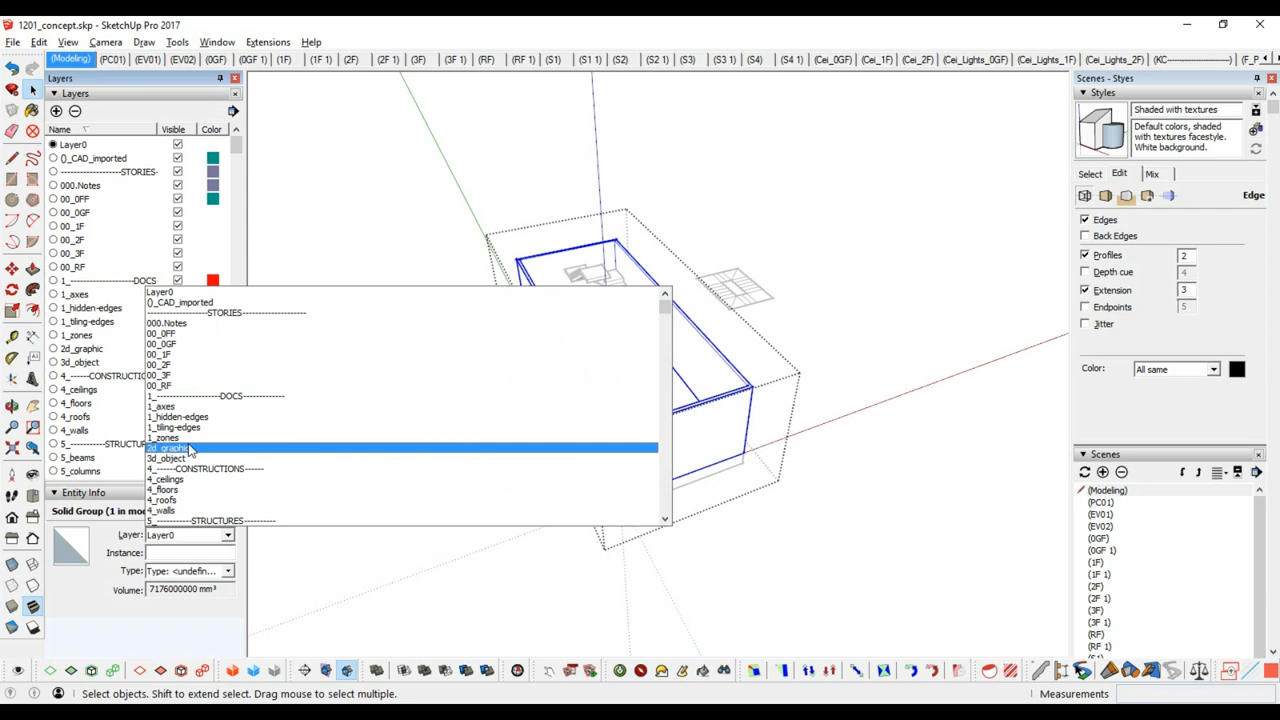 1201_concept.skp - SketchUp Pro 2017
File Edit View Camera Draw Tools Window Extensions Help
(Modeling) (PC01) (EV01) (EV02) (0GF) (0GF 1) (1F) (1F 1) (2F) (3F) (3F 1) (RF) (RF 1) (S1) (S1 1) (S2) (S2 1) (S3) (S3 1) (S4) (S4 1) (Cei_0GF) (Cei_1F) (Cei_2F) (Cei_Lights_0GF) (Cei_Lights_1F) (Cei_Lights_2F)
Layers
Layers
Name Visible Color
Layer0
()_CAD_imported
-------------------STORIES-
000.Notes
00_0FF
00_0GF
00_1F
00_2F
00_3F
00_RF
1_-------------------DOCS
1_axes
1_hidden-edges
1_tiling-edges
1_zones
2d_graphic
3d_object
4_------CONSTRUCTIO
4_ceilings
4_floors
4_roofs
4_walls
5_-----------STRUCTUR
5_beams
5_columns
Layer0
()_CAD_imported
-------------------STORIES-------------------
000.Notes
00_0FF
00_0GF
00_1F
00_2F
00_3F
00_RF
1_-------------------DOCS-------------
1_axes
1_hidden-edges
1_tiling-edges
1_zones
2d_graphic
3d_object
4_------CONSTRUCTIONS------
4_ceilings
4_floors
4_roofs
4_walls
5_-----------STRUCTURES----------
Entity Info
Solid Group (1 in mo
Layer: Layer0
Instance:
Type: Type: <undefin...
Volume: 7176000000 mm³
Scenes - Styes
Styles
Shaded with textures
Default colors, shaded
with textures facestyle.
White background.
Select Edit Mix
Edge
Edges
Back Edges
Profiles 2
Depth cue 4
Extension 3
Endpoints 5
Jitter
Color: All same
Scenes
(Modeling)
(PC01)
(EV01)
(EV02)
(0GF)
(0GF 1)
(1F)
(1F 1)
(2F)
(2F 1)
(3F)
(3F 1)
(RF)
(RF 1)
Select objects. Shift to extend select. Drag mouse to select multiple.
Measurements